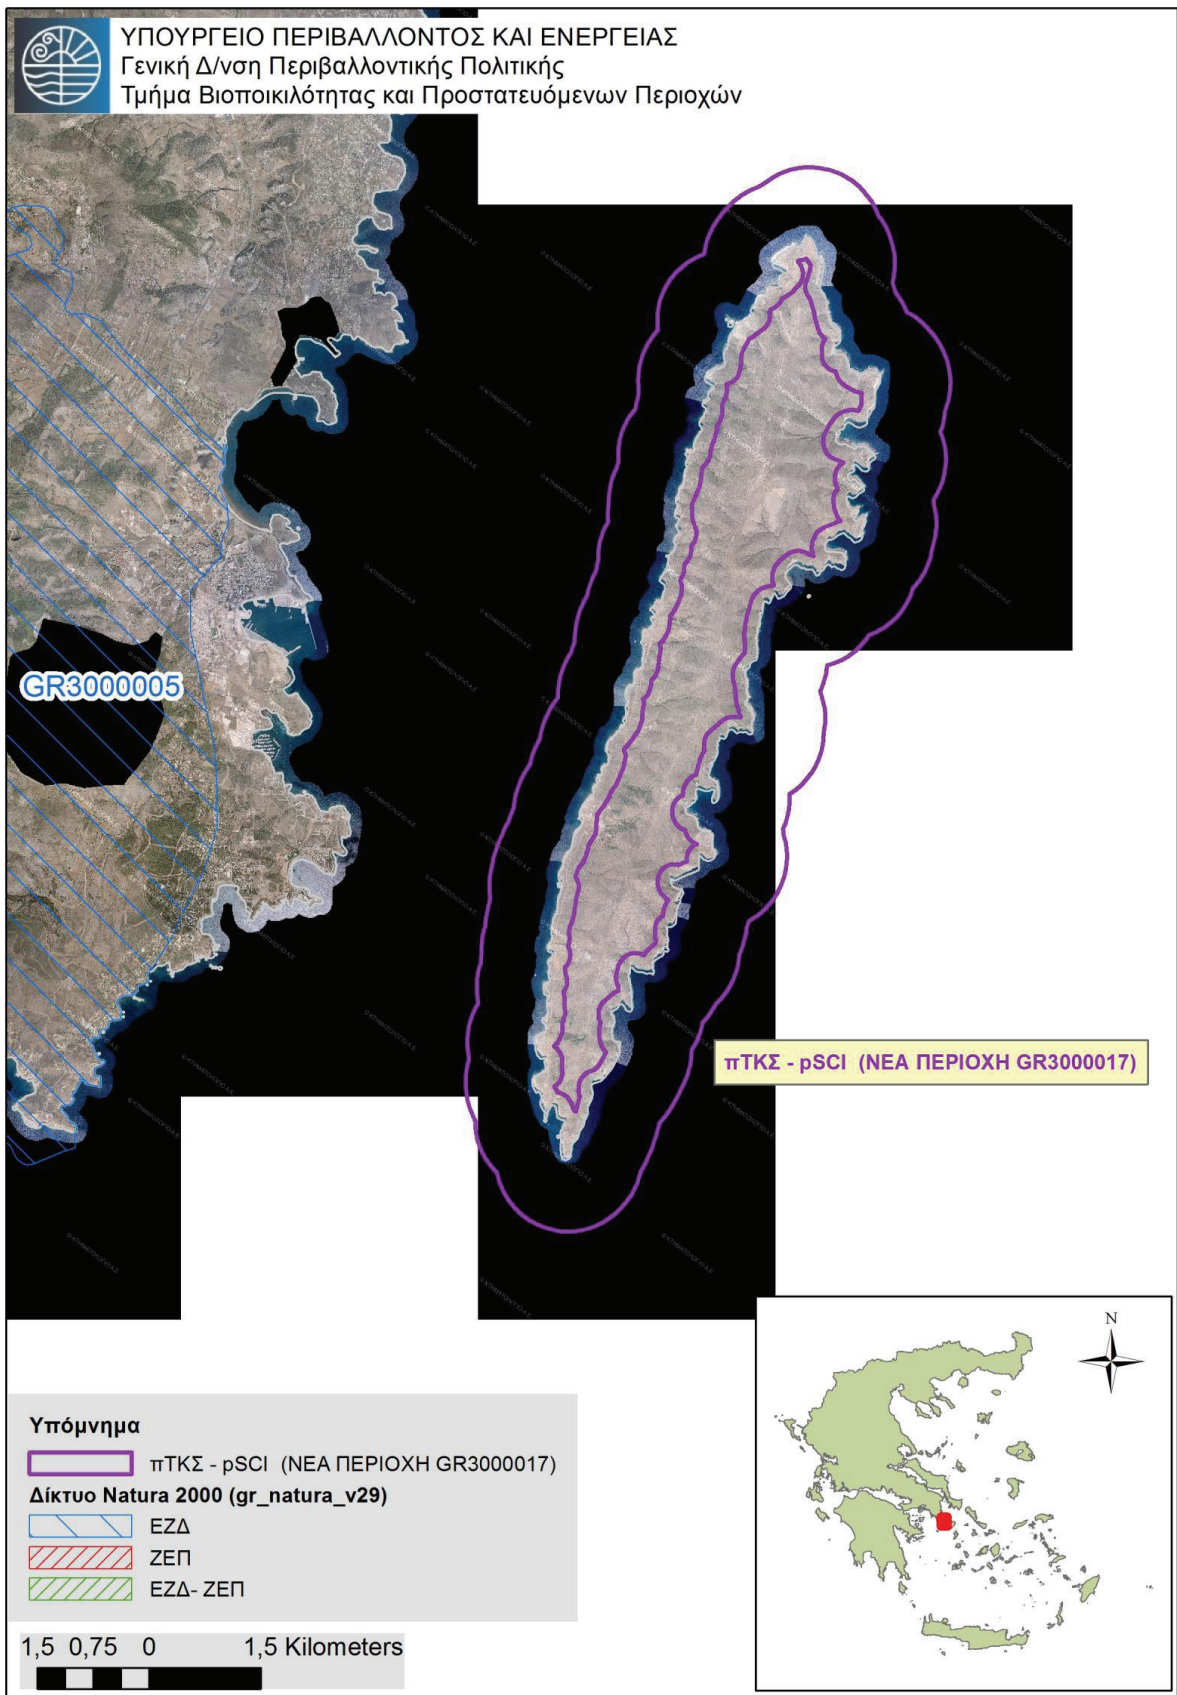 ΥΠΟΥΡΓΕΙΟ ΠΕΡΙΒΑΛΛΟΝΤΟΣ ΚΑΙ ΕΝΕΡΓΕΙΑΣ
Γενική Δ/νση Περιβαλλοντικής Πολιτικής
Τμήμα Βιοποικιλότητας και Προστατευόμενων Περιοχών
GR3000005
πΤΚΣ - pSCI (ΝΕΑ ΠΕΡΙΟΧΗ GR3000017)
N
Υπόμνημα
πΤΚΣ - pSCI (ΝΕΑ ΠΕΡΙΟΧΗ GR3000017)
Δίκτυο Natura 2000 (gr_natura_v29)
ΕΖΔ
ΖΕΠ
ΕΖΔ- ΖΕΠ
1,5 0,75 0 1,5 Kilometers